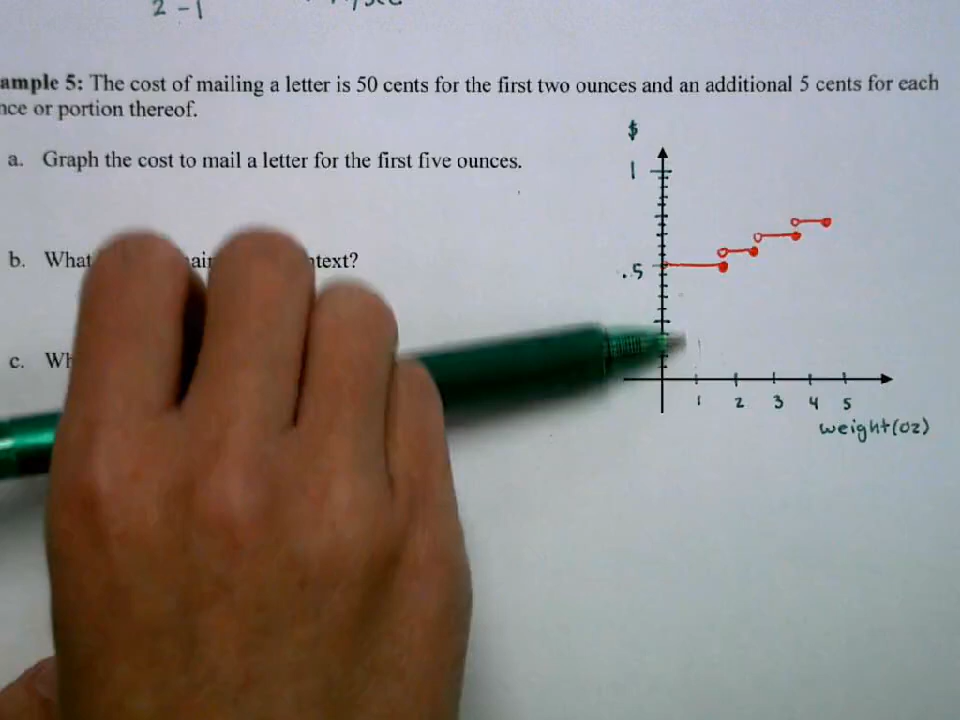 2 - 1
ample 5: The cost of mailing a letter is 50 cents for the first two ounces and an additional 5 cents for each
nce or portion thereof.
$
a. Graph the cost to mail a letter for the first five ounces.
1
b. What
text?
.5
c. Wh
1 2 3 4 5
weight(oz)